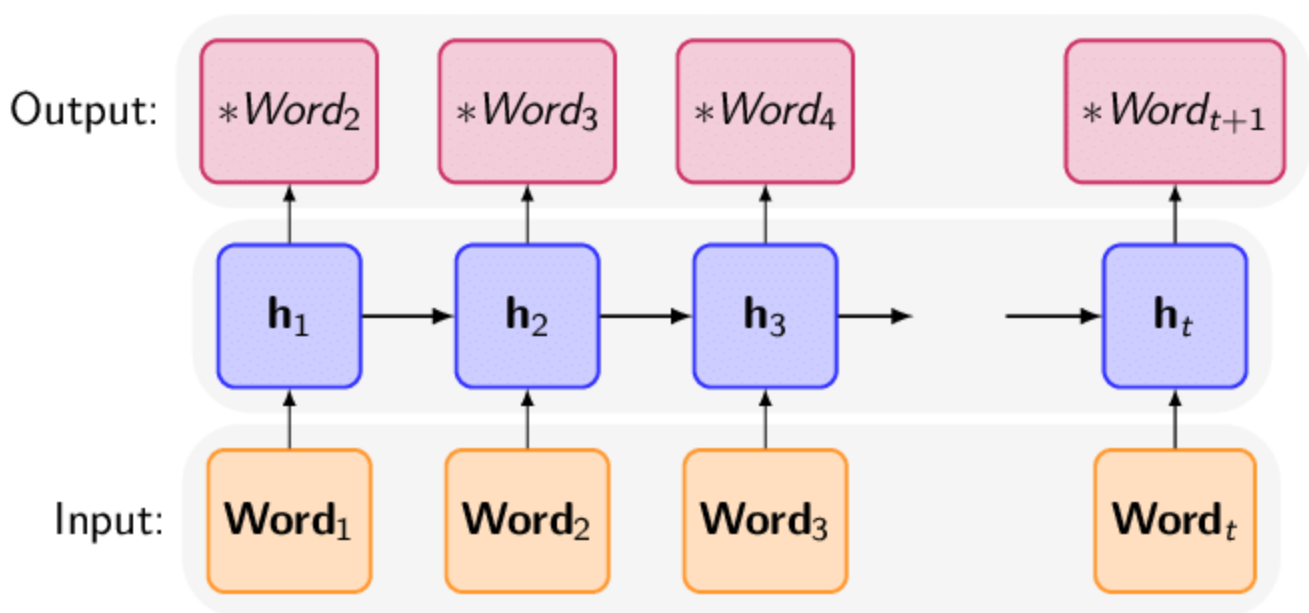 Output: *Word₂ *Word₃ *Word₄ *Wordₜ₊₁
h₁ h₂ h₃ hₜ
Input: Word₁ Word₂ Word₃ Wordₜ